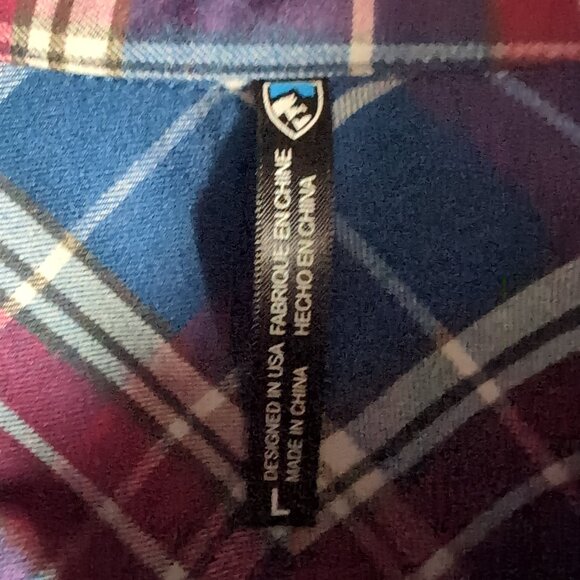 L
DESIGNED IN USA FABRIQUE EN CHINE
MADE IN CHINA HECHO EN CHINA